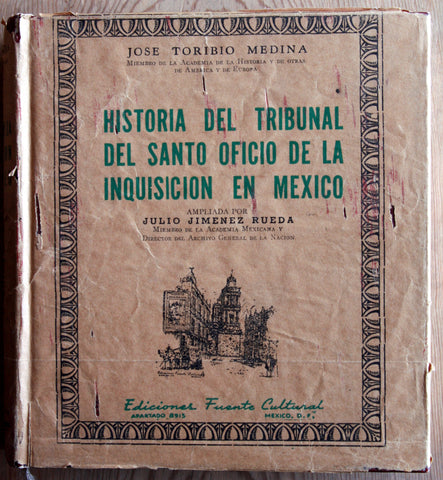 JOSE TORIBIO MEDINA
MIEMBRO DE LA ACADEMIA DE LA HISTORIA Y DE OTRAS
DE AMERICA Y DE EUROPA
HISTORIA DEL TRIBUNAL
DEL SANTO OFICIO DE LA
INQUISICION EN MEXICO
AMPLIADA POR
JULIO JIMENEZ RUEDA
MIEMBRO DE LA ACADEMIA MEXICANA Y
DIRECTOR DEL ARCHIVO GENERAL DE LA NACION.
Ediciones Fuente Cultural
APARTADO 8915 MEXICO, D. F.